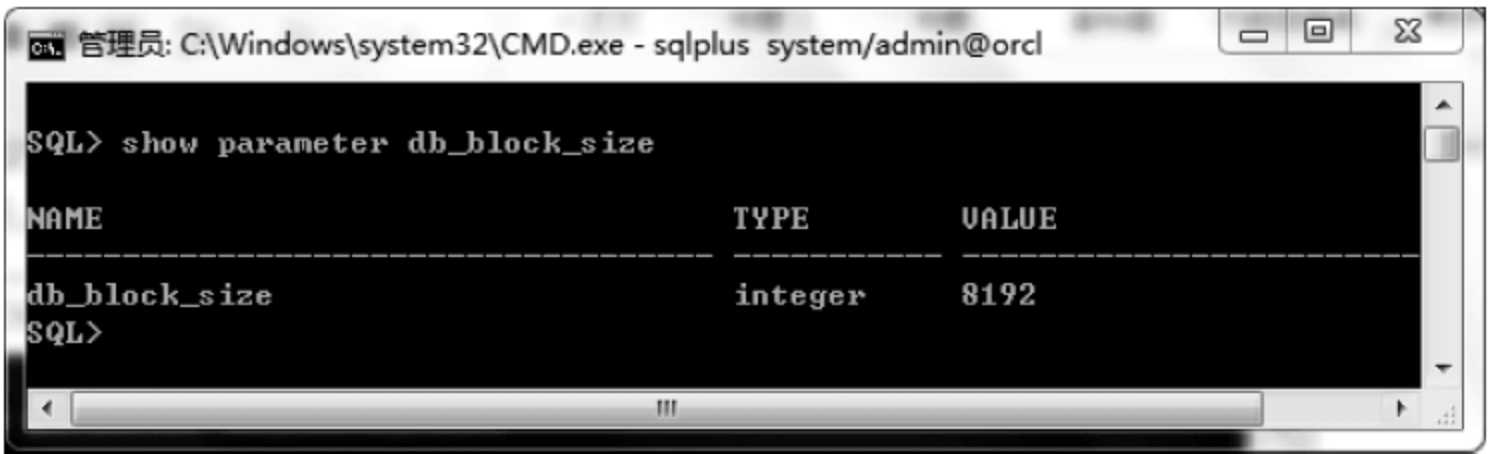 管理员: C:\Windows\system32\CMD.exe - sqlplus  system/admin@orcl
SQL> show parameter db_block_size
NAME                                 TYPE        VALUE
------------------------------------ ----------- ------------------------
db_block_size                        integer     8192
SQL>